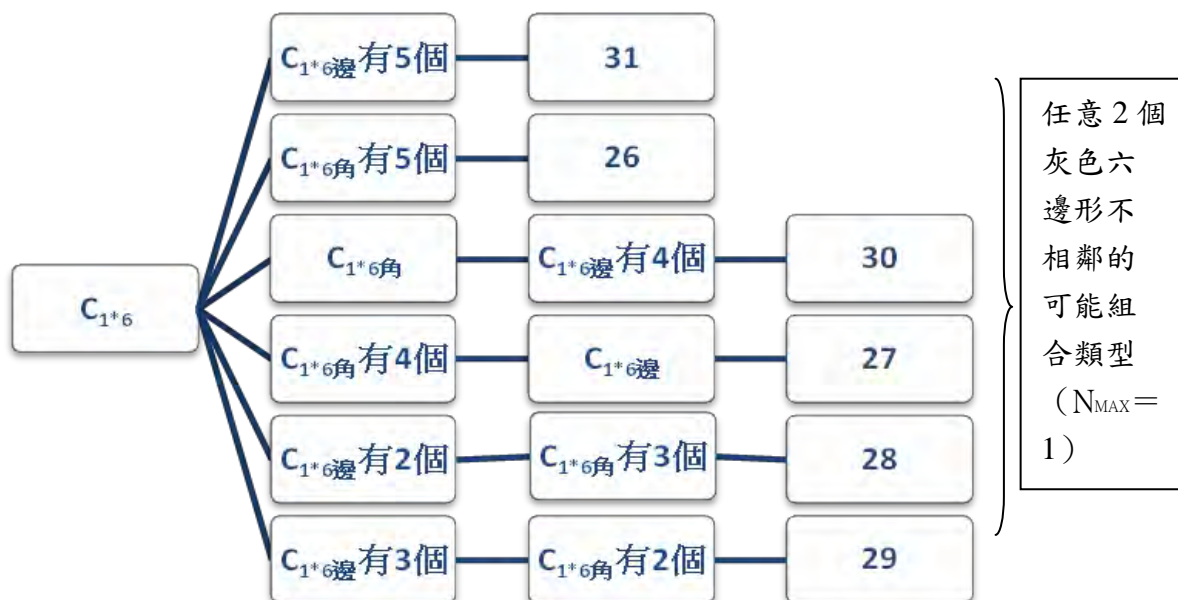 C1*6
C1*6邊有5個 31
C1*6角有5個 26
C1*6角 C1*6邊有4個 30
C1*6角有4個 C1*6邊 27
C1*6邊有2個 C1*6角有3個 28
C1*6邊有3個 C1*6角有2個 29
任意2個
灰色六
邊形不
相鄰的
可能組
合類型
（NMAX＝
1）